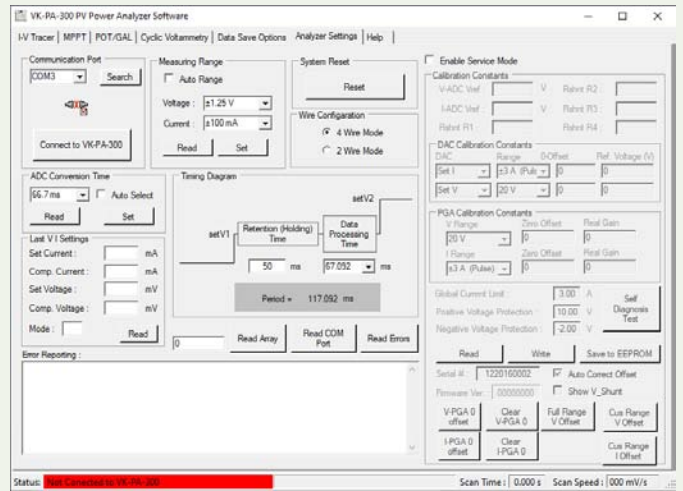 VK-PA-300 PV Power Analyzer Software
I-V Tracer | MPPT | POT/GAL | Cyclic Voltammetry | Data Save Options | Analyzer Settings | Help
Communication Port
COM3
Search
Connect to VK-PA-300
Measuring Range
Auto Range
Voltage : ±1.25 V
Current : ±100 mA
Read
Set
System Reset
Reset
Wire Configaration
4 Wire Mode
2 Wire Mode
ADC Conversion Time
66.7 ms
Auto Select
Read
Set
Last V I Settings
Set Current : mA
Comp. Current : mA
Set Voltage : mV
Comp. Voltage : mV
Mode :
Read
Timing Diagram
setV1
Retention (Holding) Time
Data Processing Time
setV2
50 ms
67.092 ms
Period = 117.092 ms
0
Read Array
Read COM Port
Read Errors
Error Reporting :
Enable Service Mode
Calibration Constants
V-ADC Vref : V
Rshnt R2 :
I-ADC Vref : V
Rshnt R3 :
Rshnt R1 :
Rshnt R4 :
DAC Calibration Constants
DAC Range 0-Offset Ref. Voltage (V)
Set I ±3 A (Puls 0 0
Set V 20 V 0 0
PGA Calibration Constants
V Range Zero Offset Real Gain
20 V 0 0
I Range Zero Offset Real Gain
±3 A (Pulse) 0 0
Global Current Limit : 3.00 A
Positive Voltage Protection : 10.00 V
Negative Voltage Protection : -2.00 V
Self Diagnosis Test
Read
Write
Save to EEPROM
Serial #: 1220160002
Auto Correct Offset
Firmware Ver.: 00000000
Show V_Shunt
V-PGA 0 offset
Clear V-PGA 0
Full Range V Offset
Cus Range V Offset
I-PGA 0 offset
Clear I-PGA 0
Cus Range I Offset
Status: Not Conected to VK-PA-300
Scan Time : 0.000 s
Scan Speed : 000 mV/s